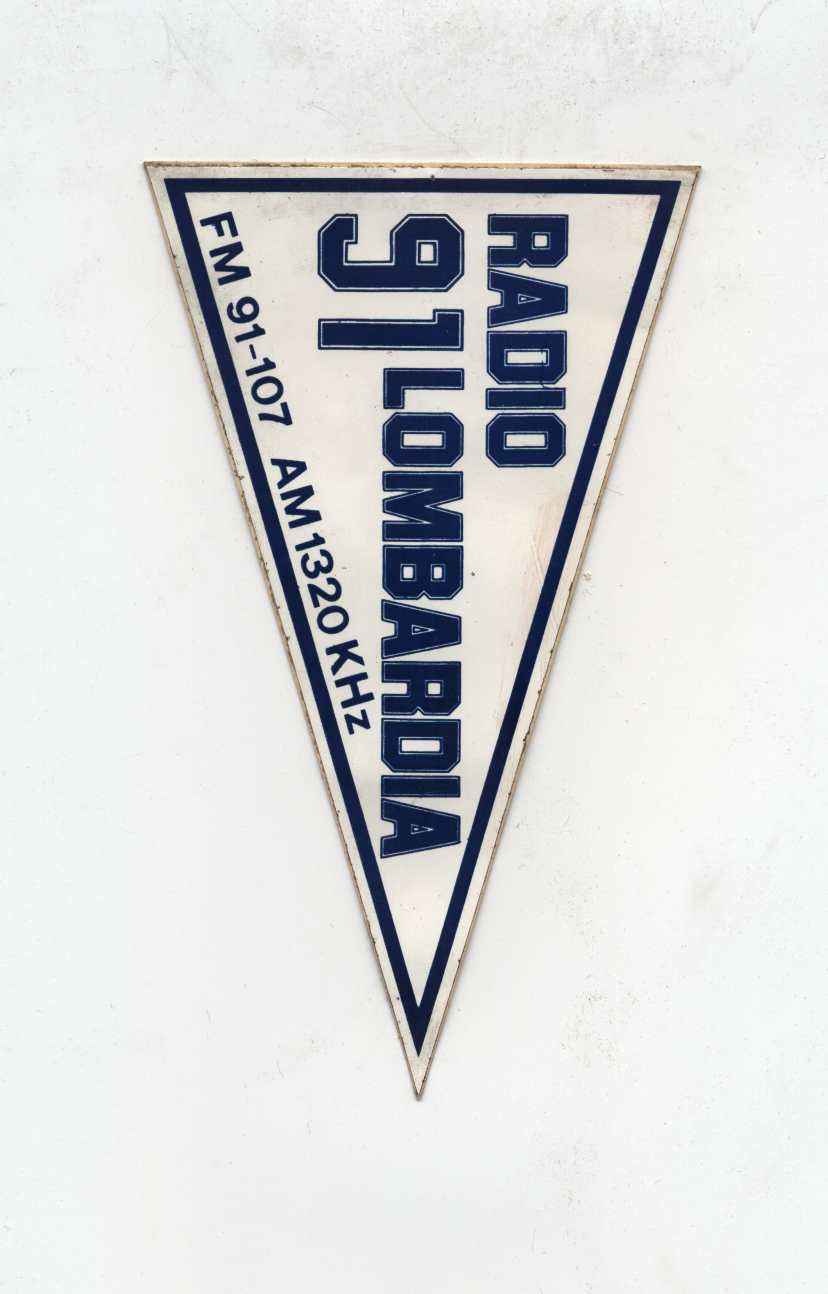 RADIO
91 LOMBARDIA
FM 91-107 AM 1320 KHz